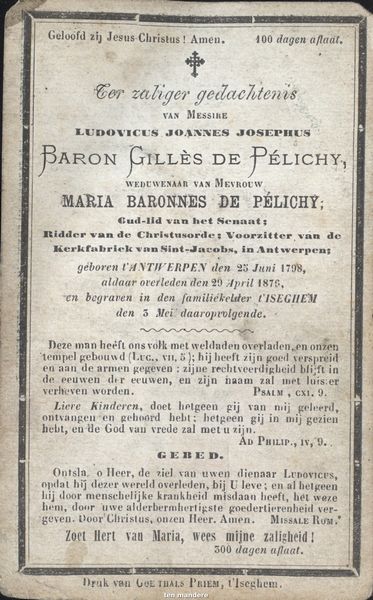 Geloofd zij Jesus-Christus! Amen. 100 dagen aflaat.
Ter zaliger gedachtenis
VAN MESSIRE
LUDOVICUS JOANNES JOSEPHUS
BARON GILLÈS DE PÉLICHY,
WEDUWENAAR VAN MEVROUW
MARIA BARONNES DE PÉLICHY;
Oud-lid van het Senaat;
Ridder van de Christusorde; Voorzitter van de
Kerkfabriek van Sint-Jacobs, in Antwerpen;
geboren t'ANTWERPEN den 25 Juni 1798,
aldaar overleden den 29 April 1876,
en begraven in den familiekelder t'ISEGHEM
den 3 Mei daaropvolgende.
Deze man heeft ons volk met weldaden overladen, en onzen
tempel gebouwd (LUC., VII, 5); hij heeft zijn goed verspreid
en aan de armen gegeven: zijne rechtveerdigheid blijft in
de eeuwen der eeuwen, en zijn naam zal met luister
verheven worden. PSALM, CXI. 9.
Lieve Kinderen, doet hetgeen gij van mij geleerd,
ontvangen en gehoord hebt; hetgeen gij in mij gezien
hebt, en de God van vrede zal met u zijn.
AD PHILIP., IV, 9.
GEBED.
Ontsla, o Heer, de ziel van uwen dienaar LUDOVICUS,
opdat hij dezer wereld overleden, bij U leve; en al hetgeen
hij door menschelijke krankheid misdaan heeft, het weze
hem, door uwe alderbermhertigste goedertierenheid ver-
geven. Door Christus, onzen Heer. Amen. MISSALE ROM.
Zoet Hert van Maria, wees mijne zaligheid!
300 dagen aflaat.
Druk van GOETHALS PRIEM, t'Iseghem.
ten mandere